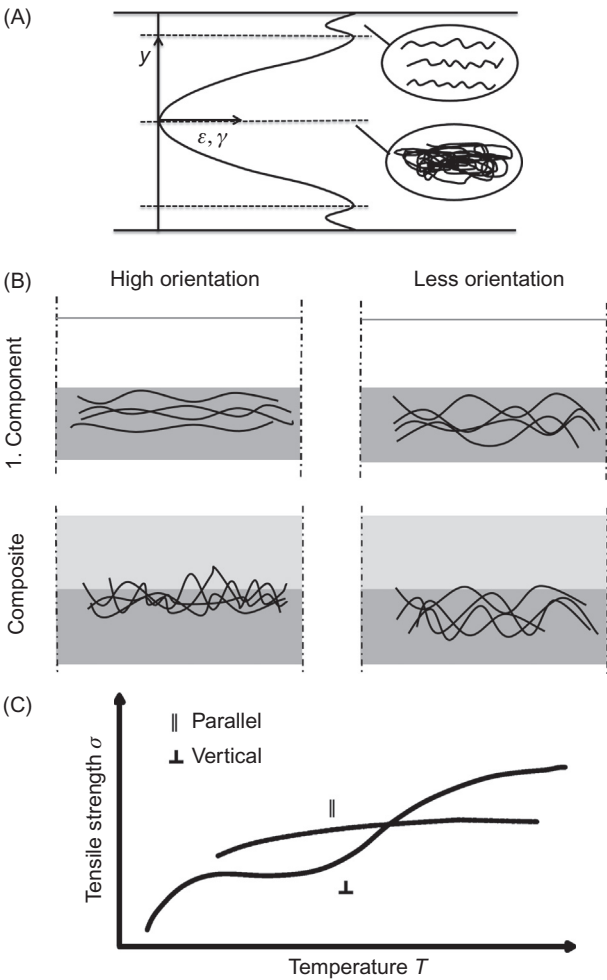 (A)
y
ε, γ
(B)
High orientation
Less orientation
1. Component
Composite
(C)
∥ Parallel
⊥ Vertical
∥
⊥
Tensile strength σ
Temperature T